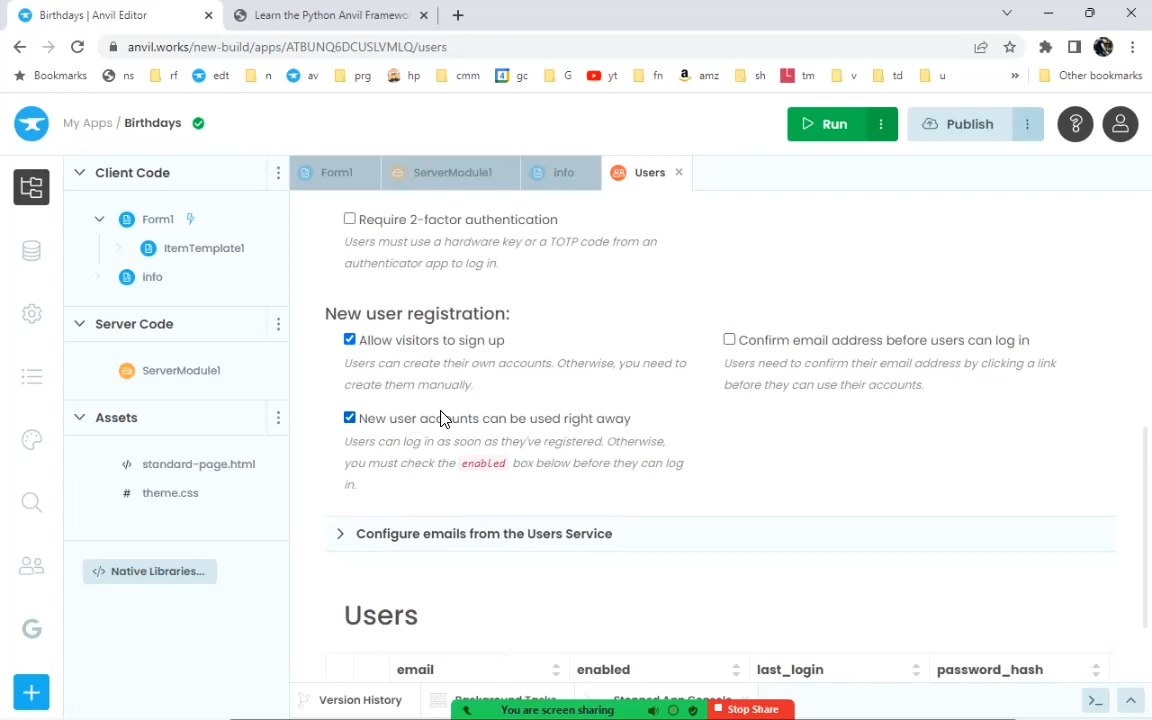 Birthdays | Anvil Editor
Learn the Python Anvil Framewo
anvil.works/new-build/apps/ATBUNQ6DCUSLVMLQ/users
Bookmarks ns rf edt n av prg hp cmm gc G yt fn amz sh tm v td u » Other bookmarks
My Apps / Birthdays
Run
Publish
Client Code
Form1
ServerModule1
info
Users
Form1
ItemTemplate1
info
Server Code
ServerModule1
Assets
standard-page.html
theme.css
Native Libraries...
Require 2-factor authentication
Users must use a hardware key or a TOTP code from an
authenticator app to log in.
New user registration:
Allow visitors to sign up
Users can create their own accounts. Otherwise, you need to
create them manually.
Confirm email address before users can log in
Users need to confirm their email address by clicking a link
before they can use their accounts.
New user accounts can be used right away
Users can log in as soon as they've registered. Otherwise,
you must check the enabled box below before they can log
in.
Configure emails from the Users Service
Users
email enabled last_login password_hash
Version History
Background Tasks
Stopped App Console
You are screen sharing
Stop Share